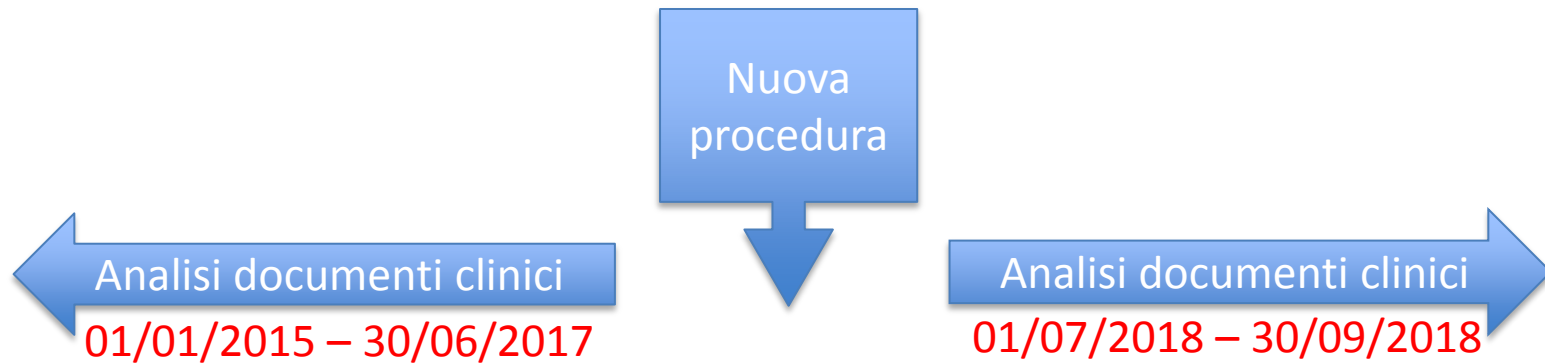 Nuova
procedura
Analisi documenti clinici
01/01/2015 – 30/06/2017
Analisi documenti clinici
01/07/2018 – 30/09/2018